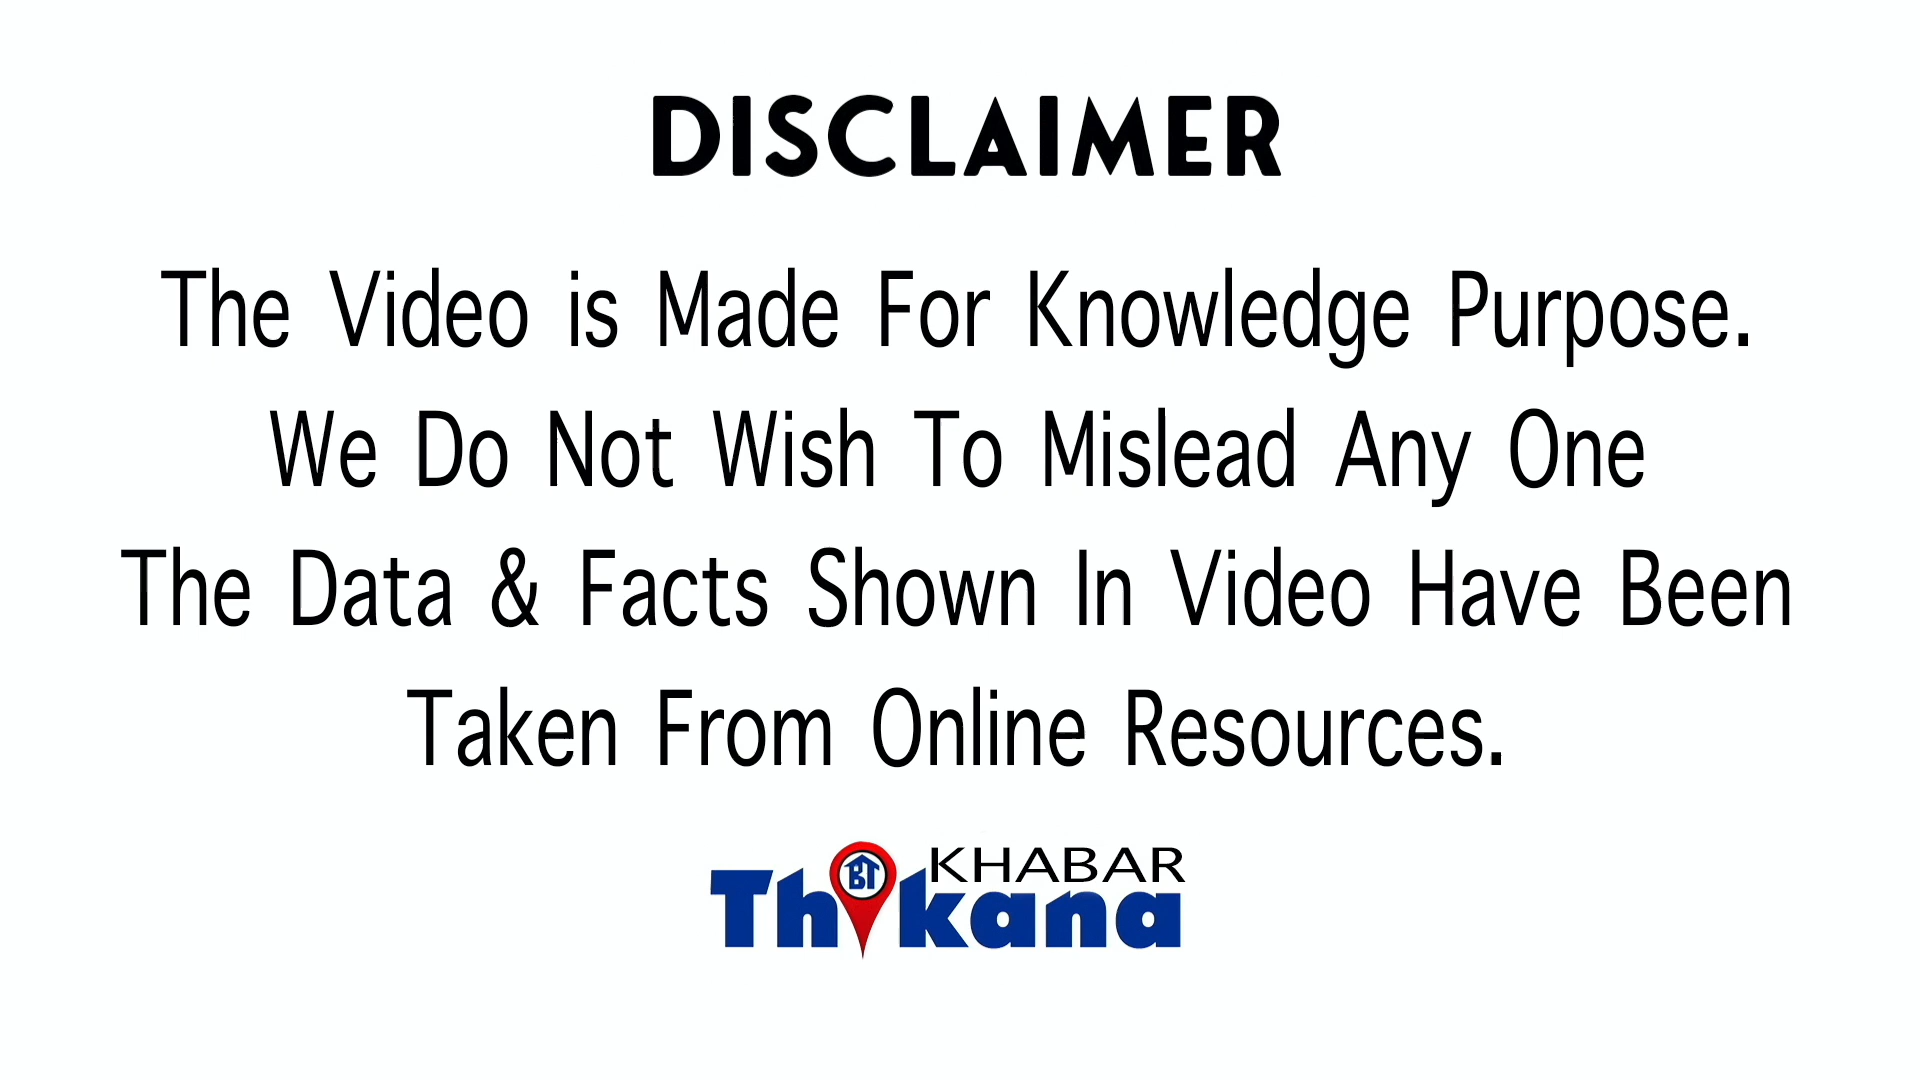 DISCLAIMER
The Video is Made For Knowledge Purpose.
We Do Not Wish To Mislead Any One
The Data & Facts Shown In Video Have Been
Taken From Online Resources.
KHABAR
BT
Thikana